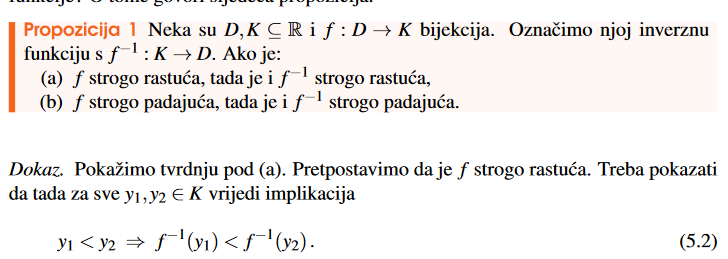 funkcije? O tome govori sljedeća propozicija.
Propozicija 1 Neka su D, K ⊆ ℝ i f : D → K bijekcija. Označimo njoj inverznu
funkciju s f⁻¹ : K → D. Ako je:
(a) f strogo rastuća, tada je i f⁻¹ strogo rastuća,
(b) f strogo padajuća, tada je i f⁻¹ strogo padajuća.
Dokaz. Pokažimo tvrdnju pod (a). Pretpostavimo da je f strogo rastuća. Treba pokazati
da tada za sve y₁, y₂ ∈ K vrijedi implikacija
y₁ < y₂ ⇒ f⁻¹(y₁) < f⁻¹(y₂). (5.2)